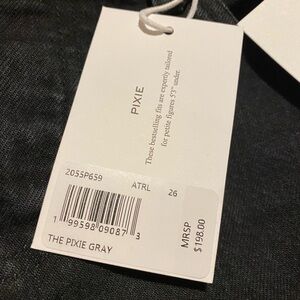 PIXIE
These bestselling fits are expertly tailored
for petite figures 5'3" under.
205SP659
ATRL 26
1 99598 09087 3
THE PIXIE GRAY
MRSP
$198.00